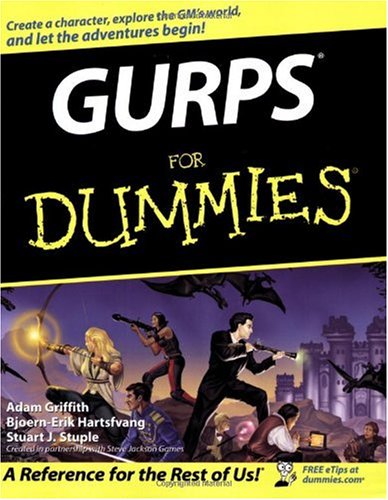 Create a character, explore the GM's world,
and let the adventures begin!
GURPS®
FOR
DUMMIES®
Adam Griffith
Bjoern-Erik Hartsfvang
Stuart J. Stuple
Created in partnership with Steve Jackson Games
A Reference for the Rest of Us!®
FREE eTips at
dummies.com®
Copyrighted Material